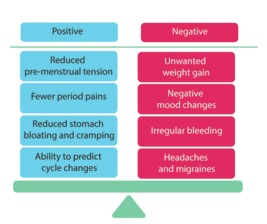 Positive
Negative
Reduced
pre-menstrual tension
Unwanted
weight gain
Fewer period pains
Negative
mood changes
Reduced stomach
bloating and cramping
Irregular bleeding
Ability to predict
cycle changes
Headaches
and migraines